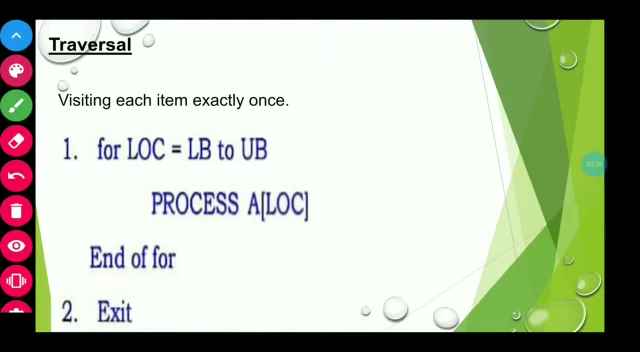 Traversal
Visiting each item exactly once.
1. for LOC = LB to UB
PROCESS A[LOC]
End of for
2. Exit